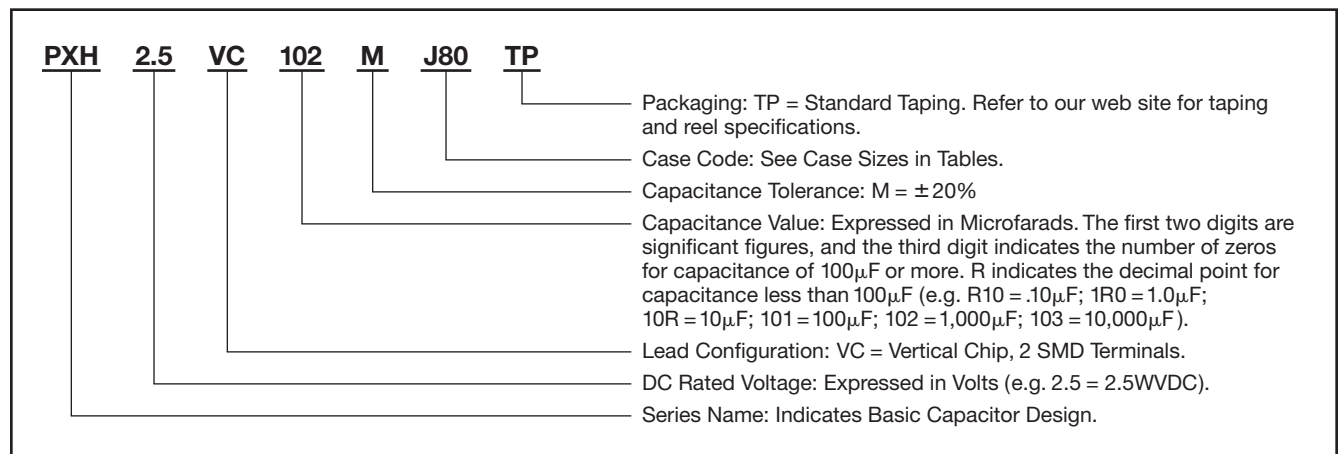 PXH 2.5 VC 102 M J80 TP
Packaging: TP = Standard Taping. Refer to our web site for taping
and reel specifications.
Case Code: See Case Sizes in Tables.
Capacitance Tolerance: M = ±20%
Capacitance Value: Expressed in Microfarads. The first two digits are
significant figures, and the third digit indicates the number of zeros
for capacitance of 100µF or more. R indicates the decimal point for
capacitance less than 100µF (e.g. R10 = .10µF; 1R0 = 1.0µF;
10R = 10µF; 101 = 100µF; 102 = 1,000µF; 103 = 10,000µF).
Lead Configuration: VC = Vertical Chip, 2 SMD Terminals.
DC Rated Voltage: Expressed in Volts (e.g. 2.5 = 2.5WVDC).
Series Name: Indicates Basic Capacitor Design.